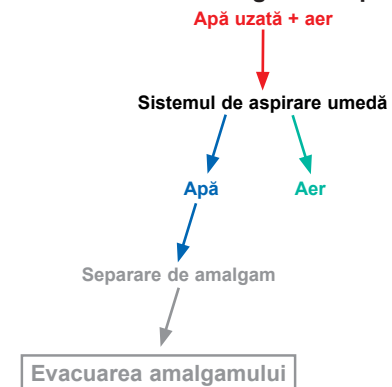 Apă uzată + aer
Sistemul de aspirare umedă
Apă Aer
Separare de amalgam
Evacuarea amalgamului